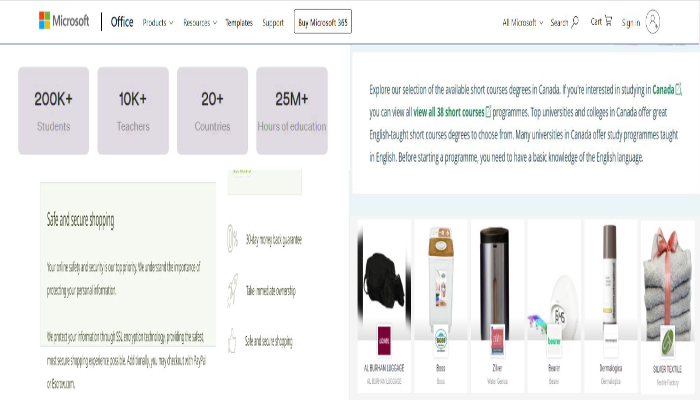 Microsoft Office Products Resources Templates Support Buy Microsoft 365 All Microsoft Search Cart Sign in
200K+ 10K+ 20+ 25M+
Students Teachers Countries Hours of education
Explore our selection of the available short courses degrees in Canada. If you're interested in studying in Canada,
you can view all view all 38 short courses programmes. Top universities and colleges in Canada offer great
English-taught short courses degrees to choose from. Many universities in Canada offer study programmes taught
in English. Before starting a programme, you need to have a basic knowledge of the English language.
Safe and secure shopping
Your online safety and security is our top priority. We understand the importance of
protecting your personal information.
We protect your information through SSL encryption technology, providing the safest,
most secure shopping experience possible. Additionally, you may checkout with PayPal
or Escrow.com.
30-day money back guarantee
Take immediate ownership
Safe and secure shopping
AL BURHAN LUGGAGE Boss Zilver Bearer Dermalogica SILVER TEXTILE
AL BURHAN LUGGAGE Boss Water Geniue Bearer Dermalogica Textile Factory